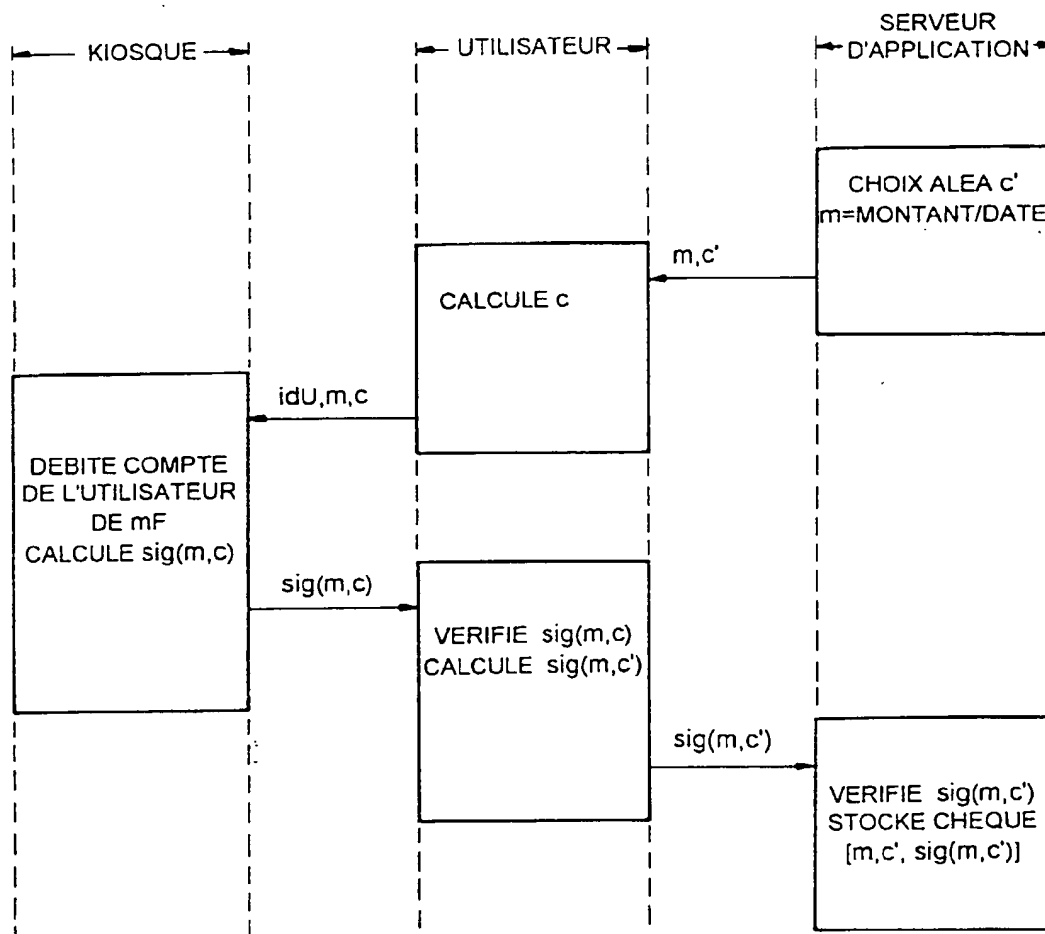 KIOSQUE
UTILISATEUR
SERVEUR
D'APPLICATION
CHOIX ALEA c'
m=MONTANT/DATE
m,c'
CALCULE c
idU,m,c
DEBITE COMPTE
DE L'UTILISATEUR
DE mF
CALCULE sig(m,c)
sig(m,c)
VERIFIE sig(m,c)
CALCULE sig(m,c')
sig(m,c')
VERIFIE sig(m,c')
STOCKE CHEQUE
[m,c', sig(m,c')]